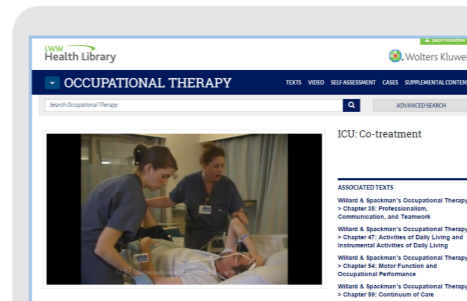 LWW
Health Library
Wolters Kluwer
OCCUPATIONAL THERAPY
TEXTS VIDEO SELF ASSESSMENT CASES SUPPLEMENTAL CONTENT
Search Occupational Therapy
ADVANCED SEARCH
ICU: Co-treatment
ASSOCIATED TEXTS
Willard & Spackman's Occupational Therapy
> Chapter 35: Professionalism,
Communication, and Teamwork
Willard & Spackman's Occupational Therapy
> Chapter 47: Activities of Daily Living and
Instrumental Activities of Daily Living
Willard & Spackman's Occupational Therapy
> Chapter 54: Motor Function and
Occupational Performance
Willard & Spackman's Occupational Therapy
> Chapter 59: Continuum of Care